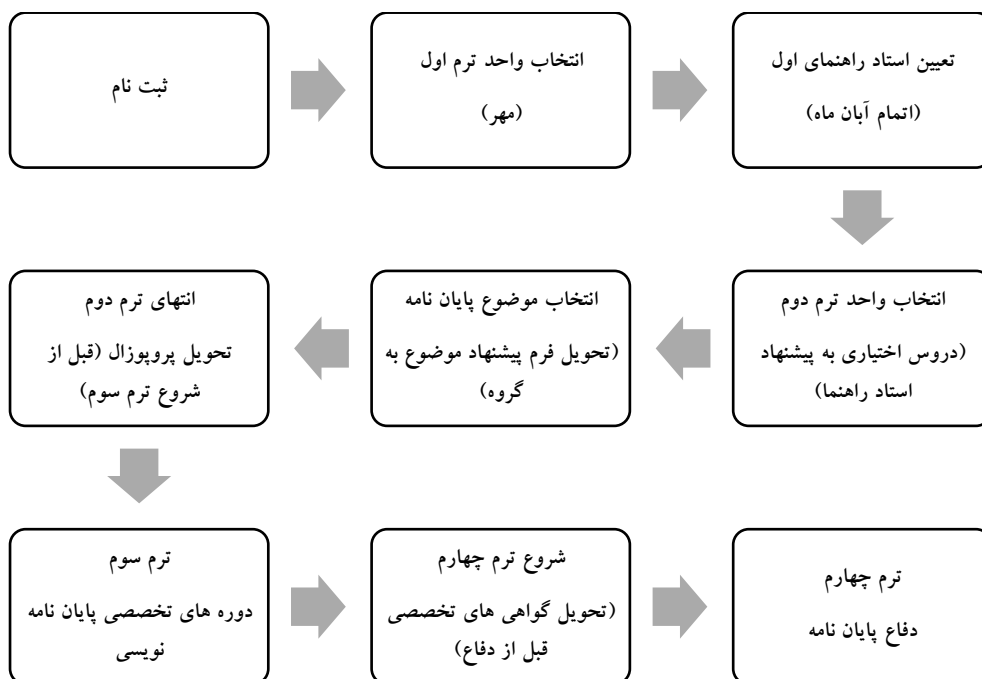 ثبت نام
انتخاب واحد ترم اول
(مهر)
تعیین استاد راهنمای اول
(اتمام آبان ماه)
انتخاب واحد ترم دوم
(دروس اختیاری به پیشنهاد
استاد راهنما)
انتخاب موضوع پایان نامه
(تحویل فرم پیشنهاد موضوع به
گروه)
انتهای ترم دوم
تحویل پروپوزال (قبل از
شروع ترم سوم)
ترم سوم
دوره های تخصصی پایان نامه
نویسی
شروع ترم چهارم
(تحویل گواهی های تخصصی
قبل از دفاع)
ترم چهارم
دفاع پایان نامه